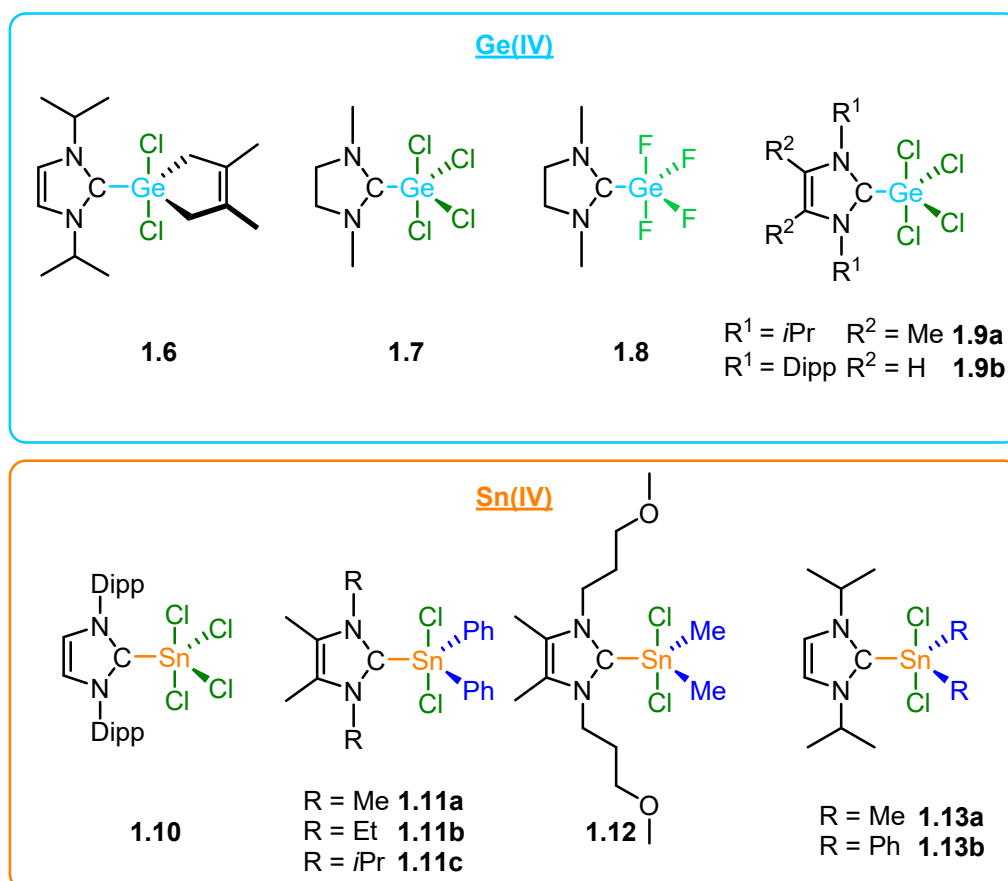 Ge(IV)
N
N
C
Ge
Cl
Cl
1.6
N
N
C
Ge
Cl
Cl
Cl
Cl
1.7
N
N
C
Ge
F
F
F
F
1.8
R1
R2
N
R2
N
R1
C
Ge
Cl
Cl
Cl
Cl
R1 = iPr R2 = Me 1.9a
R1 = Dipp R2 = H 1.9b
Sn(IV)
Dipp
N
N
Dipp
C
Sn
Cl
Cl
Cl
Cl
1.10
R
N
N
R
C
Sn
Cl
Ph
Ph
Cl
R = Me 1.11a
R = Et 1.11b
R = iPr 1.11c
O
N
N
C
Sn
Cl
Me
Me
Cl
O
1.12
N
N
C
Sn
Cl
R
R
Cl
R = Me 1.13a
R = Ph 1.13b